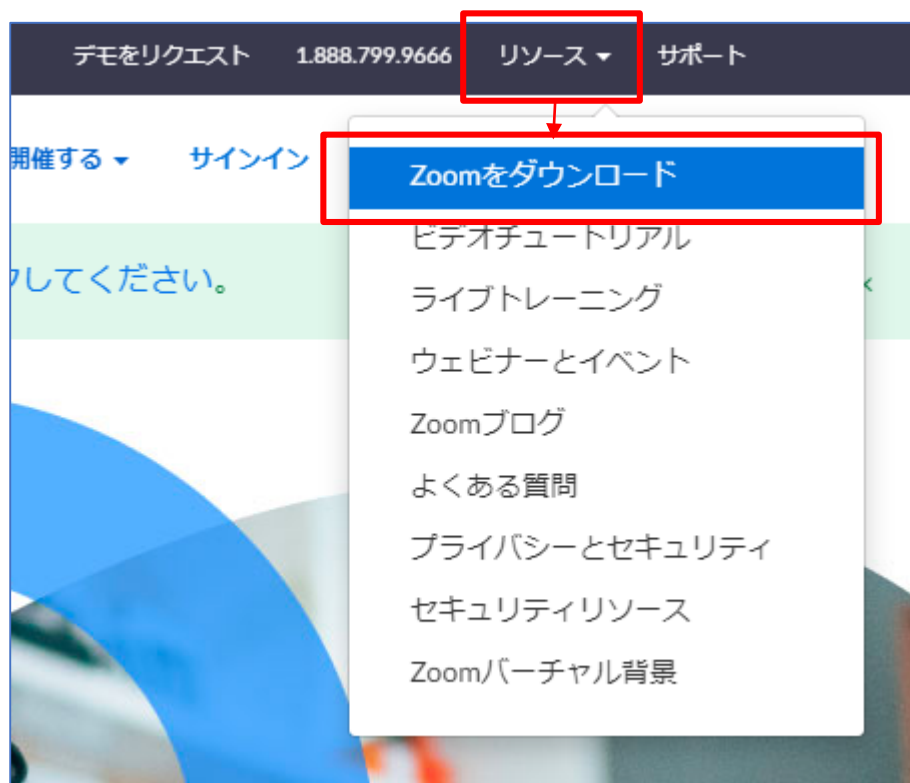 デモをリクエスト 1.888.799.9666 リソース サポート
開催する サインイン
Zoomをダウンロード
ビデオチュートリアル
してください。
ライブトレーニング
ウェビナーとイベント
Zoomブログ
よくある質問
プライバシーとセキュリティ
セキュリティリソース
Zoomバーチャル背景